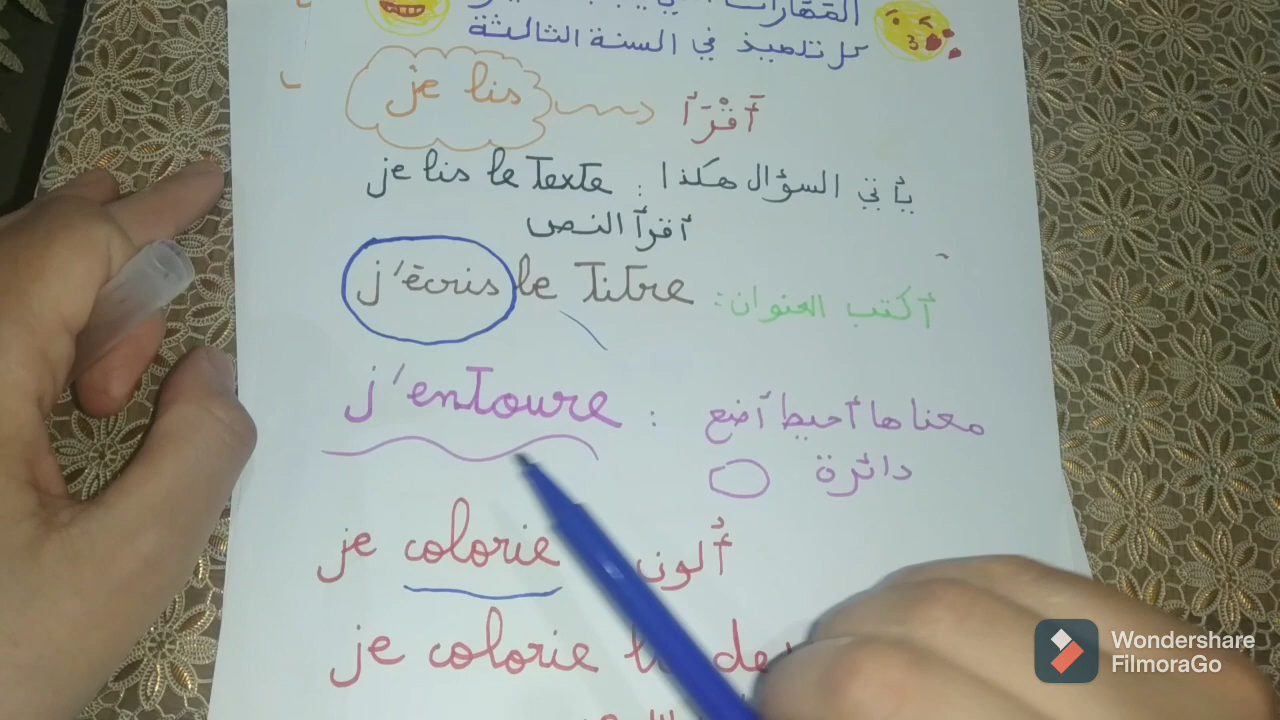 كل تلميذ في السنة الثالثة
je lis أَقْرَأُ
je lis le texte : يأتي السؤال هكذا
أقرأ النص
j'écris le titre أكتب العنوان:
j'entoure : معناها أحيط أضع
دائرة
je colorie ألون
je colorie
Wondershare
FilmoraGo